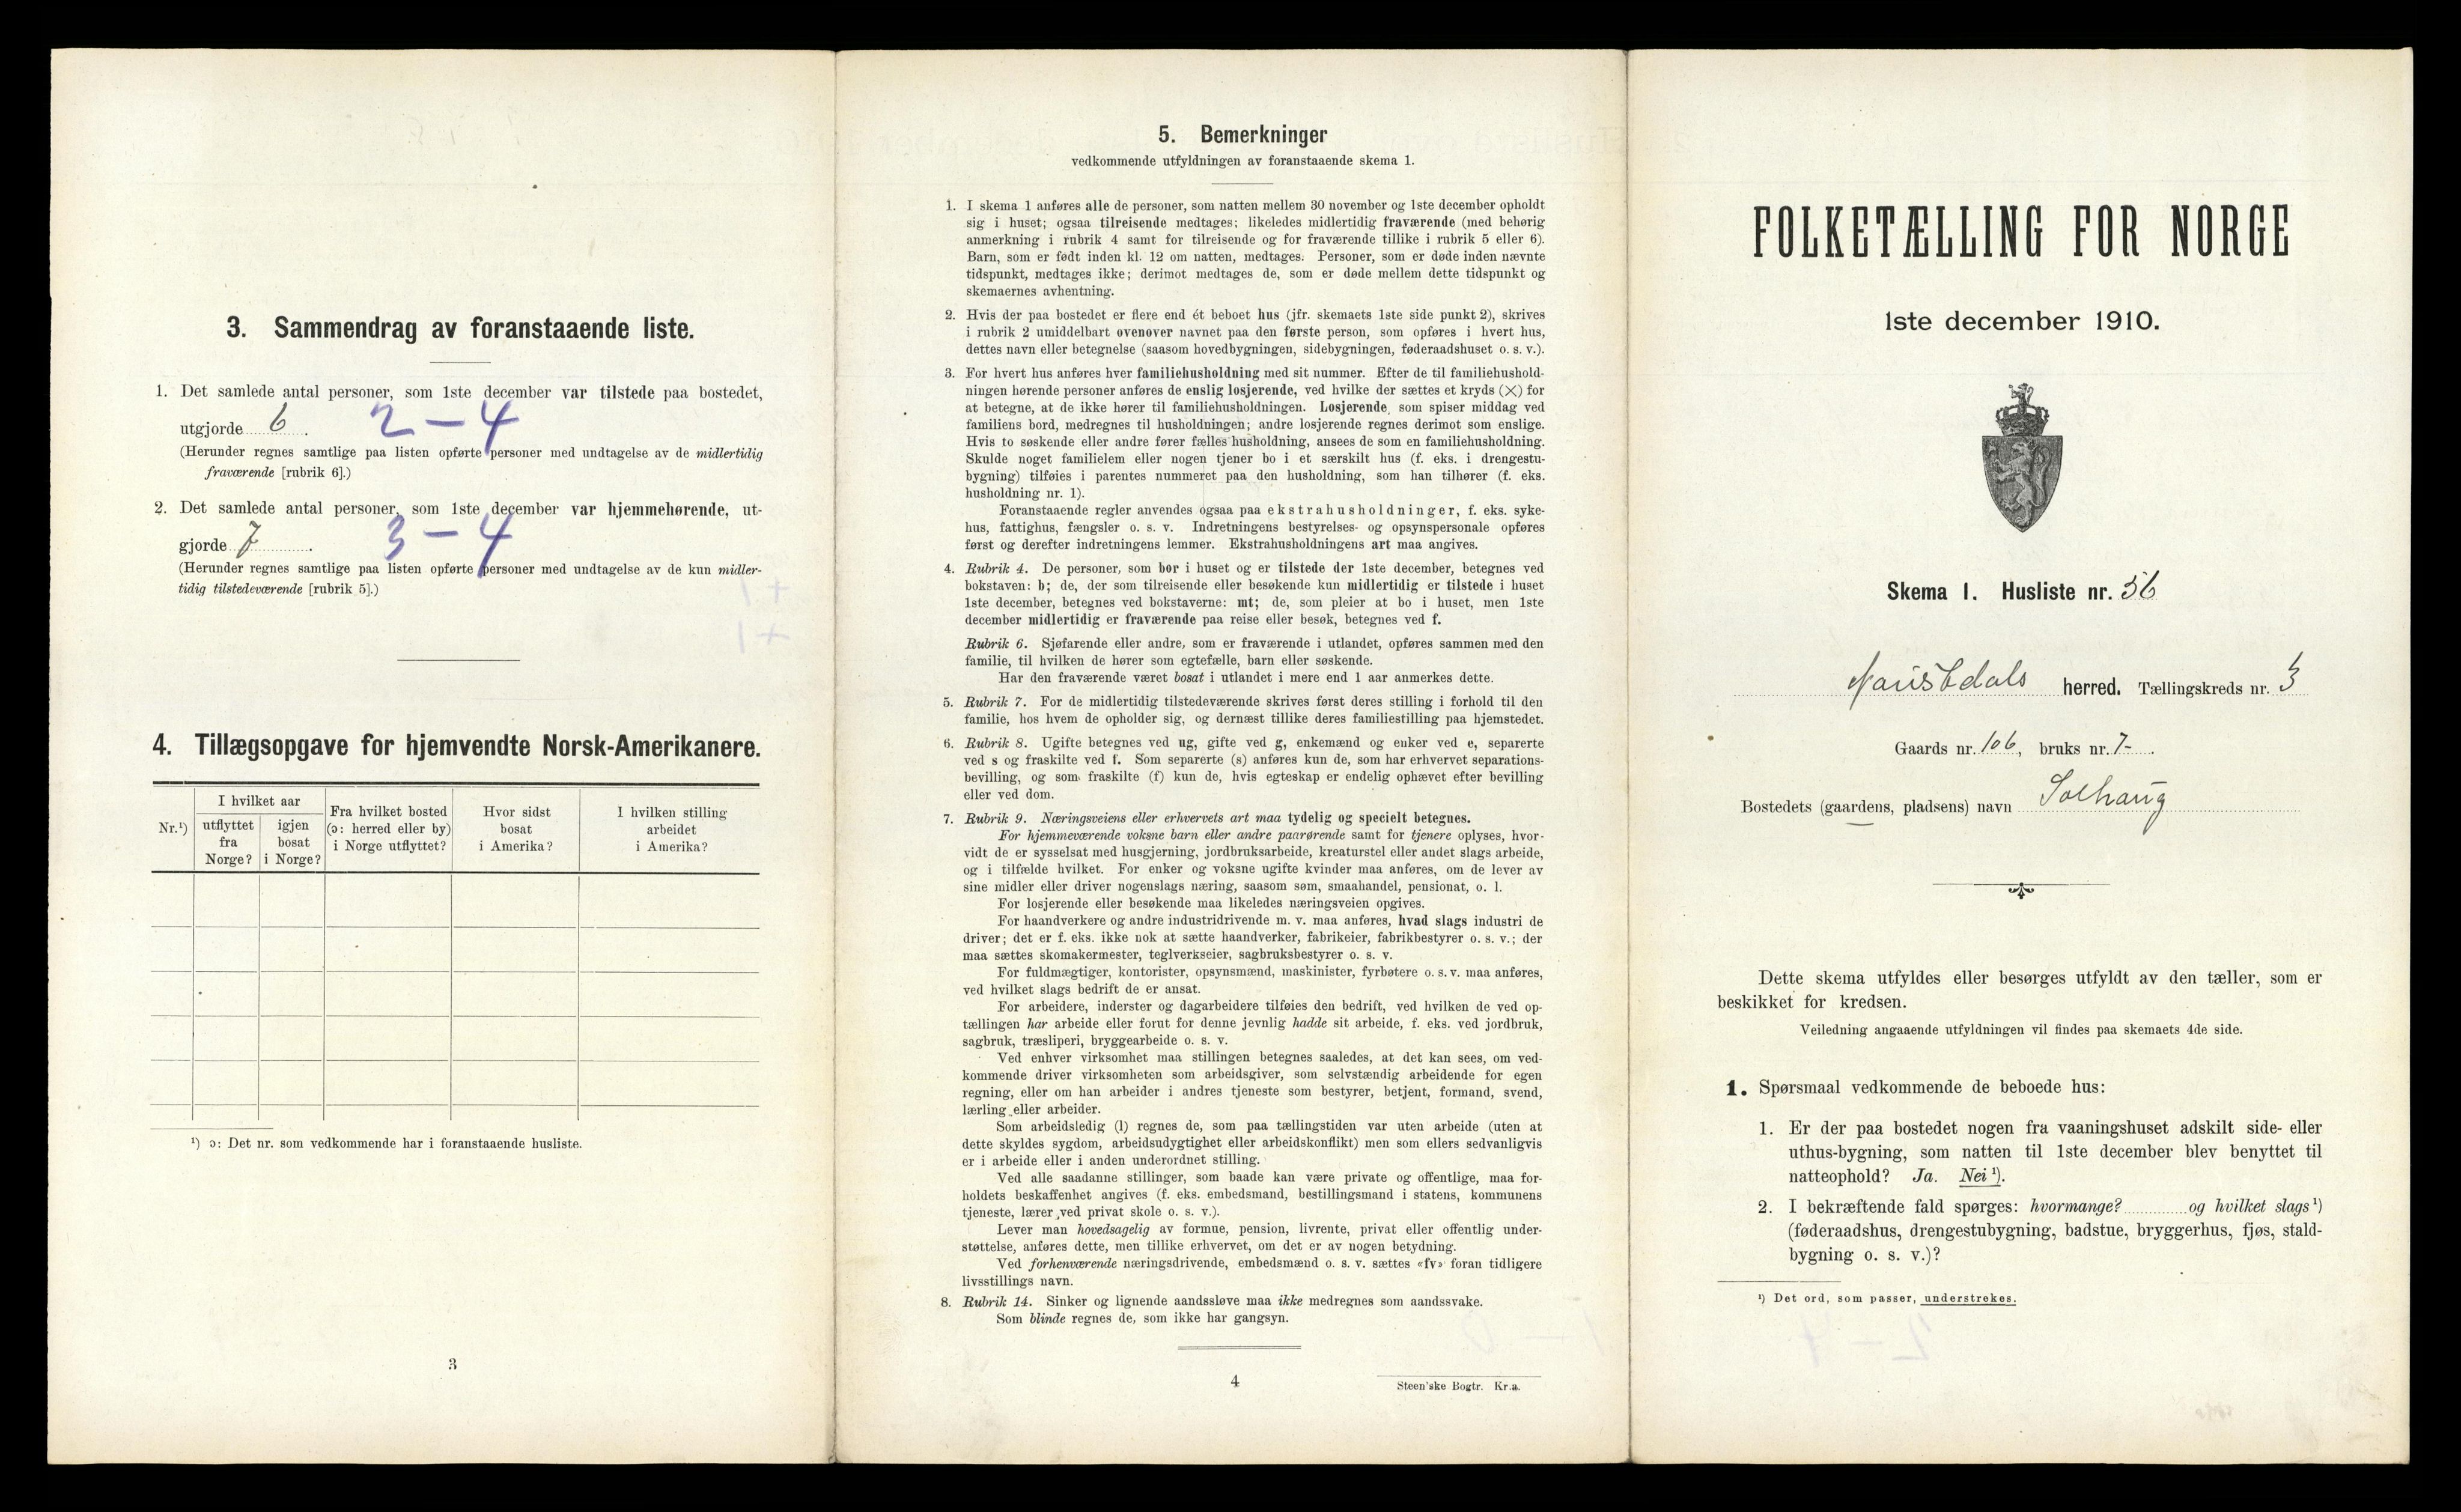 3. Sammendrag av foranstaaende liste.
1. Det samlede antal personer, som 1ste december var tilstede paa bostedet,
utgjorde 6. 2 – 4
(Herunder regnes samtlige paa listen opførte personer med undtagelse av de midlertidig
fraværende [rubrik 6].)
2. Det samlede antal personer, som 1ste december var hjemmehørende, ut-
gjorde 7. 3 – 4
(Herunder regnes samtlige paa listen opførte personer med undtagelse av de kun midler-
tidig tilstedeværende [rubrik 5].)
4. Tillægsopgave for hjemvendte Norsk-Amerikanere.
Nr.¹)
I hvilket aar
utflyttet
fra
Norge?
igjen
bosat
i Norge?
Fra hvilket bosted
(ɔ: herred eller by)
i Norge utflyttet?
Hvor sidst
bosat
i Amerika?
I hvilken stilling
arbeidet
i Amerika?
¹) ɔ: Det nr. som vedkommende har i foranstaaende husliste.
3
5. Bemerkninger
vedkommende utfyldningen av foranstaaende skema 1.
1. I skema 1 anføres alle de personer, som natten mellem 30 november og 1ste december opholdt
sig i huset; ogsaa tilreisende medtages; likeledes midlertidig fraværende (med behørig
anmerkning i rubrik 4 samt for tilreisende og for fraværende tillike i rubrik 5 eller 6).
Barn, som er født inden kl. 12 om natten, medtages. Personer, som er døde inden nævnte
tidspunkt, medtages ikke; derimot medtages de, som er døde mellem dette tidspunkt og
skemaernes avhentning.
2. Hvis der paa bostedet er flere end ét beboet hus (jfr. skemaets 1ste side punkt 2), skrives
i rubrik 2 umiddelbart ovenover navnet paa den første person, som opføres i hvert hus,
dettes navn eller betegnelse (saasom hovedbygningen, sidebygningen, føderaadshuset o. s. v.).
3. For hvert hus anføres hver familiehusholdning med sit nummer. Efter de til familiehushold-
ningen hørende personer anføres de enslig losjerende, ved hvilke der sættes et kryds (×) for
at betegne, at de ikke hører til familiehusholdningen. Losjerende, som spiser middag ved
familiens bord, medregnes til husholdningen; andre losjerende regnes derimot som enslige.
Hvis to søskende eller andre fører fælles husholdning, ansees de som en familiehusholdning.
Skulde noget familielem eller nogen tjener bo i et særskilt hus (f. eks. i drengestu-
bygning) tilføies i parentes nummeret paa den husholdning, som han tilhører (f. eks.
husholdning nr. 1).
Foranstaaende regler anvendes ogsaa paa ekstrahusholdninger, f. eks. syke-
hus, fattighus, fængsler o. s. v. Indretningens bestyrelses- og opsynspersonale opføres
først og derefter indretningens lemmer. Ekstrahusholdningens art maa angives.
4. Rubrik 4. De personer, som bor i huset og er tilstede der 1ste december, betegnes ved
bokstaven: b; de, der som tilreisende eller besøkende kun midlertidig er tilstede i huset
1ste december, betegnes ved bokstaverne: mt; de, som pleier at bo i huset, men 1ste
december midlertidig er fraværende paa reise eller besøk, betegnes ved f.
Rubrik 6. Sjøfarende eller andre, som er fraværende i utlandet, opføres sammen med den
familie, til hvilken de hører som egtefælle, barn eller søskende.
Har den fraværende været bosat i utlandet i mere end 1 aar anmerkes dette.
5. Rubrik 7. For de midlertidig tilstedeværende skrives først deres stilling i forhold til den
familie, hos hvem de opholder sig, og dernæst tillike deres familiestilling paa hjemstedet.
6. Rubrik 8. Ugifte betegnes ved ug, gifte ved g, enkemænd og enker ved e, separerte
ved s og fraskilte ved f. Som separerte (s) anføres kun de, som har erhvervet separations-
bevilling, og som fraskilte (f) kun de, hvis egteskap er endelig ophævet efter bevilling
eller ved dom.
7. Rubrik 9. Næringsveiens eller erhvervets art maa tydelig og specielt betegnes.
For hjemmeværende voksne barn eller andre paarørende samt for tjenere oplyses, hvor-
vidt de er sysselsat med husgjerning, jordbruksarbeide, kreaturstel eller andet slags arbeide,
og i tilfælde hvilket. For enker og voksne ugifte kvinder maa anføres, om de lever av
sine midler eller driver nogenslags næring, saasom søm, smaahandel, pensionat, o. l.
For losjerende eller besøkende maa likeledes næringsveien opgives.
For haandverkere og andre industridrivende m. v. maa anføres, hvad slags industri de
driver; det er f. eks. ikke nok at sætte haandverker, fabrikeier, fabrikbestyrer o. s. v.; der
maa sættes skomakermester, teglverkseier, sagbruksbestyrer o. s. v.
For fuldmægtiger, kontorister, opsynsmænd, maskinister, fyrbøtere o. s. v. maa anføres,
ved hvilket slags bedrift de er ansat.
For arbeidere, inderster og dagarbeidere tilføies den bedrift, ved hvilken de ved op-
tællingen har arbeide eller forut for denne jevnlig hadde sit arbeide, f. eks. ved jordbruk,
sagbruk, træsliperi, bryggearbeide o. s. v.
Ved enhver virksomhet maa stillingen betegnes saaledes, at det kan sees, om ved-
kommende driver virksomheten som arbeidsgiver, som selvstændig arbeidende for egen
regning, eller om han arbeider i andres tjeneste som bestyrer, betjent, formand, svend,
lærling eller arbeider.
Som arbeidsledig (l) regnes de, som paa tællingstiden var uten arbeide (uten at
dette skyldes sygdom, arbeidsudygtighet eller arbeidskonflikt) men som ellers sedvanligvis
er i arbeide eller i anden underordnet stilling.
Ved alle saadanne stillinger, som baade kan være private og offentlige, maa for-
holdets beskaffenhet angives (f. eks. embedsmand, bestillingsmand i statens, kommunens
tjeneste, lærer ved privat skole o. s. v.).
Lever man hovedsagelig av formue, pension, livrente, privat eller offentlig under-
støttelse, anføres dette, men tillike erhvervet, om det er av nogen betydning.
Ved forhenværende næringsdrivende, embedsmænd o. s. v. sættes «fv» foran tidligere
livsstillings navn.
8. Rubrik 14. Sinker og lignende aandssløve maa ikke medregnes som aandssvake.
Som blinde regnes de, som ikke har gangsyn.
4
Steen'ske Bogtr. Kr.a.
FOLKETÆLLING FOR NORGE
1ste december 1910.
Skema 1. Husliste nr. 56
Naustdals herred. Tællingskreds nr. 3
Gaards nr. 106, bruks nr. 7.
Bostedets (gaardens, pladsens) navn Solhaug
Dette skema utfyldes eller besørges utfyldt av den tæller, som er
beskikket for kredsen.
Veiledning angaaende utfyldningen vil findes paa skemaets 4de side.
1. Spørsmaal vedkommende de beboede hus:
1. Er der paa bostedet nogen fra vaaningshuset adskilt side- eller
uthus-bygning, som natten til 1ste december blev benyttet til
natteophold? Ja. Nei ¹).
2. I bekræftende fald spørges: hvormange? og hvilket slags ¹)
(føderaadshus, drengestubygning, badstue, bryggerhus, fjøs, stald-
bygning o. s. v.)?
¹) Det ord, som passer, understrekes.